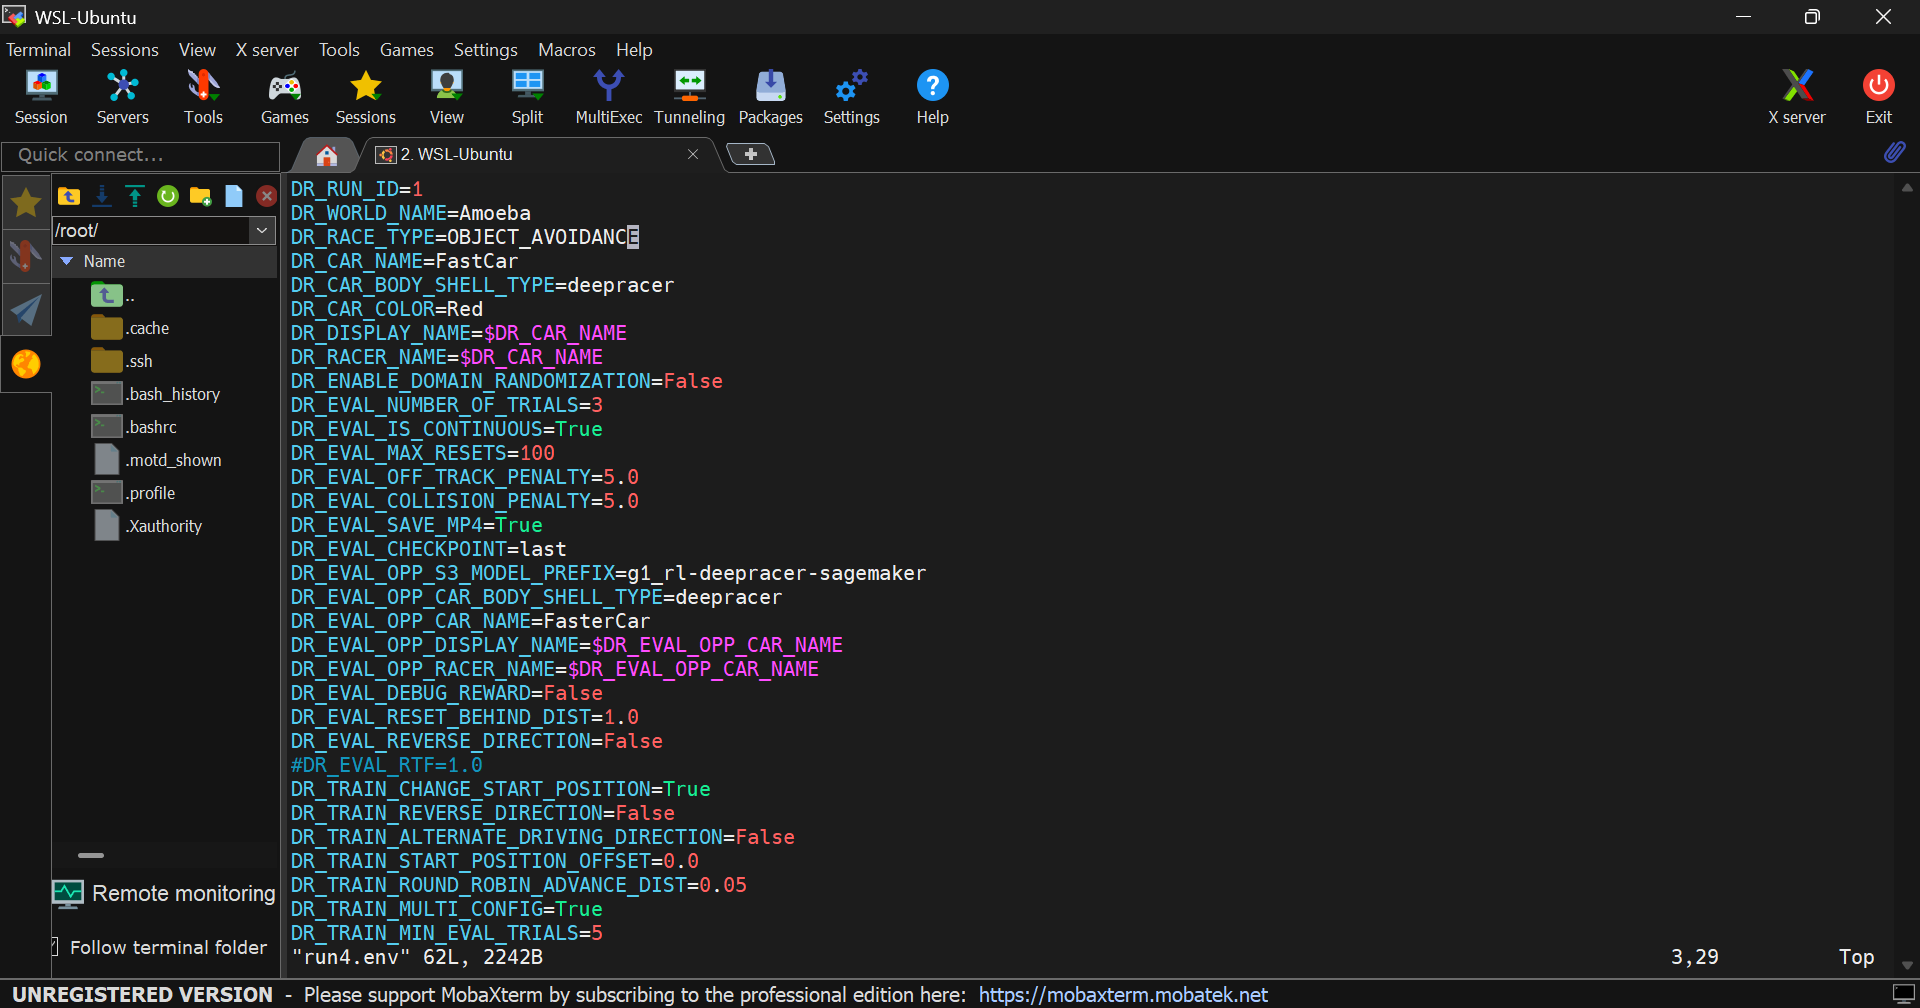 WSL-Ubuntu
Terminal Sessions View X server Tools Games Settings Macros Help
Session Servers Tools Games Sessions View Split MultiExec Tunneling Packages Settings Help X server Exit
Quick connect...
2. WSL-Ubuntu
/root/
Name
..
.cache
.ssh
.bash_history
.bashrc
.motd_shown
.profile
.Xauthority
Remote monitoring
Follow terminal folder
DR_RUN_ID=1
DR_WORLD_NAME=Amoeba
DR_RACE_TYPE=OBJECT_AVOIDANCE
DR_CAR_NAME=FastCar
DR_CAR_BODY_SHELL_TYPE=deepracer
DR_CAR_COLOR=Red
DR_DISPLAY_NAME=$DR_CAR_NAME
DR_RACER_NAME=$DR_CAR_NAME
DR_ENABLE_DOMAIN_RANDOMIZATION=False
DR_EVAL_NUMBER_OF_TRIALS=3
DR_EVAL_IS_CONTINUOUS=True
DR_EVAL_MAX_RESETS=100
DR_EVAL_OFF_TRACK_PENALTY=5.0
DR_EVAL_COLLISION_PENALTY=5.0
DR_EVAL_SAVE_MP4=True
DR_EVAL_CHECKPOINT=last
DR_EVAL_OPP_S3_MODEL_PREFIX=g1_rl-deepracer-sagemaker
DR_EVAL_OPP_CAR_BODY_SHELL_TYPE=deepracer
DR_EVAL_OPP_CAR_NAME=FasterCar
DR_EVAL_OPP_DISPLAY_NAME=$DR_EVAL_OPP_CAR_NAME
DR_EVAL_OPP_RACER_NAME=$DR_EVAL_OPP_CAR_NAME
DR_EVAL_DEBUG_REWARD=False
DR_EVAL_RESET_BEHIND_DIST=1.0
DR_EVAL_REVERSE_DIRECTION=False
#DR_EVAL_RTF=1.0
DR_TRAIN_CHANGE_START_POSITION=True
DR_TRAIN_REVERSE_DIRECTION=False
DR_TRAIN_ALTERNATE_DRIVING_DIRECTION=False
DR_TRAIN_START_POSITION_OFFSET=0.0
DR_TRAIN_ROUND_ROBIN_ADVANCE_DIST=0.05
DR_TRAIN_MULTI_CONFIG=True
DR_TRAIN_MIN_EVAL_TRIALS=5
"run4.env" 62L, 2242B 3,29 Top
UNREGISTERED VERSION - Please support MobaXterm by subscribing to the professional edition here: https://mobaxterm.mobatek.net